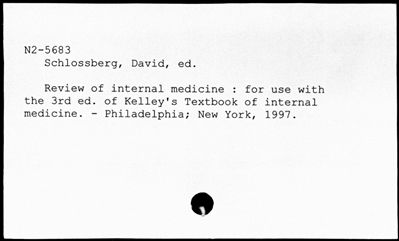 N2-5683
Schlossberg, David, ed.
Review of internal medicine : for use with
the 3rd ed. of Kelley's Textbook of internal
medicine. - Philadelphia; New York, 1997.